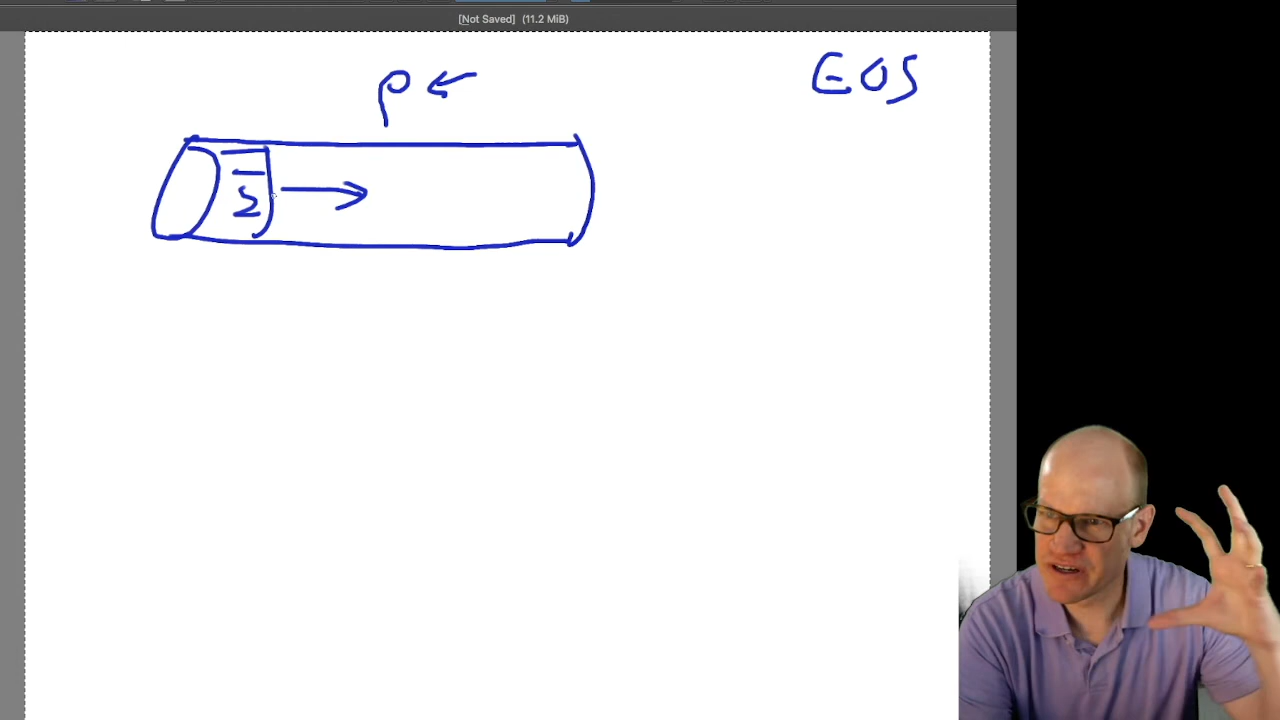 [Not Saved] (11.2 MiB)
EOS
ρ ←